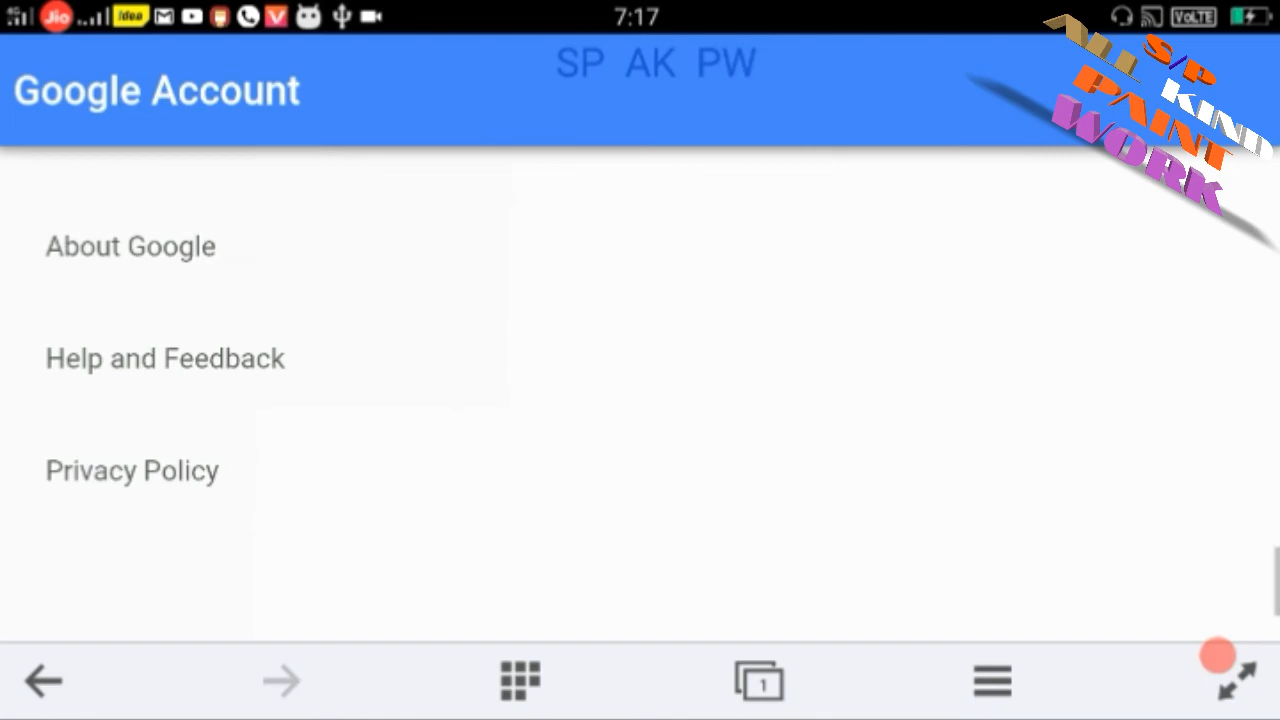 4G Jio Idea 7:17 VoLTE
SP AK PW
Google Account
S/P
All KIND
PAINT
WORK
About Google
Help and Feedback
Privacy Policy
1